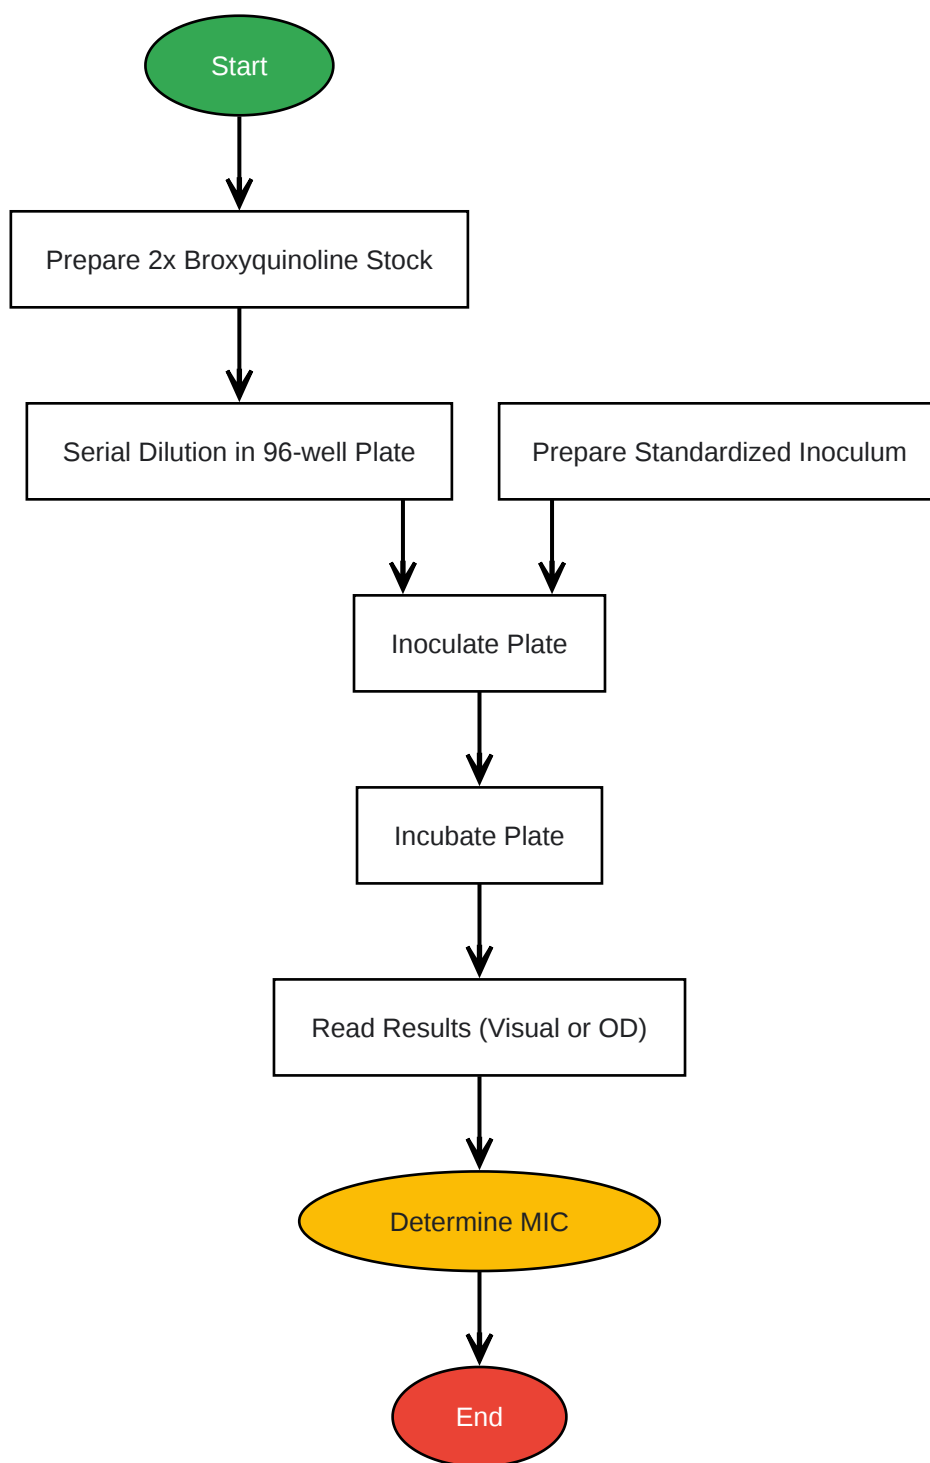 Start
Prepare 2x Broxyquinoline Stock
Serial Dilution in 96-well Plate
Prepare Standardized Inoculum
Inoculate Plate
Incubate Plate
Read Results (Visual or OD)
Determine MIC
End